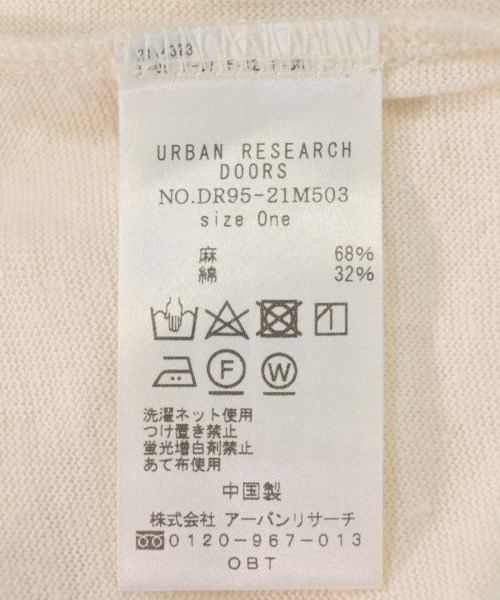 URBAN RESEARCH
DOORS
NO.DR95-21M503
size One
麻 68%
綿 32%
F W
洗濯ネット使用
つけ置き禁止
蛍光増白剤禁止
あて布使用
中国製
株式会社 アーバンリサーチ
0120-967-013
OBT